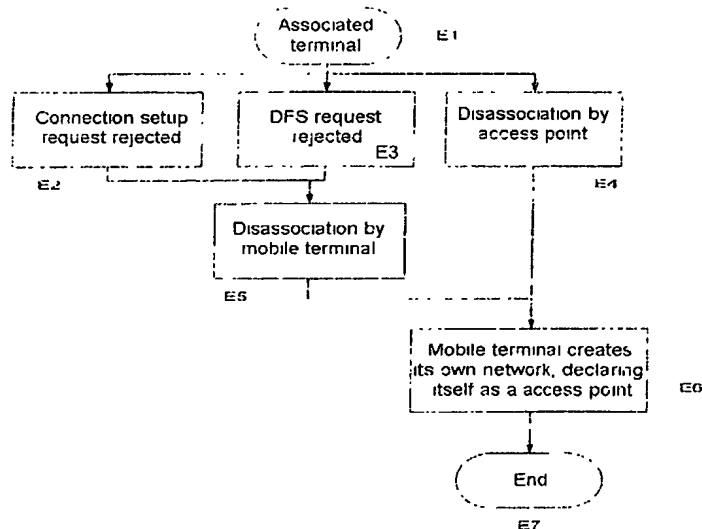 Associated
terminal
E1
Connection setup
request rejected
DFS request
rejected
E3
Disassociation by
access point
E2
E4
Disassociation by
mobile terminal
E5
Mobile terminal creates
its own network, declaring
itself as a access point
E6
End
E7